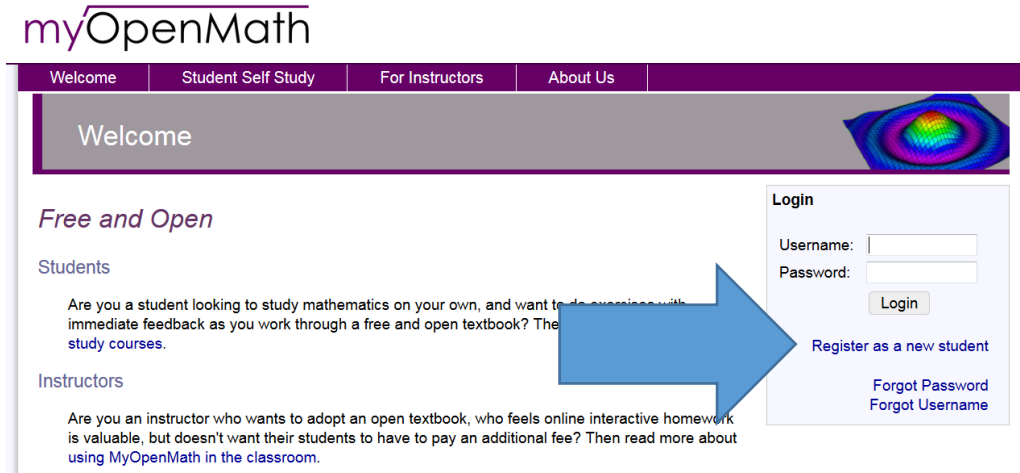 myOpenMath
Welcome Student Self Study For Instructors About Us
Welcome
Free and Open
Students
Are you a student looking to study mathematics on your own, and want to do exercises with
immediate feedback as you work through a free and open textbook? The
study courses.
Instructors
Are you an instructor who wants to adopt an open textbook, who feels online interactive homework
is valuable, but doesn't want their students to have to pay an additional fee? Then read more about
using MyOpenMath in the classroom.
Login
Username:
Password:
Login
Register as a new student
Forgot Password
Forgot Username